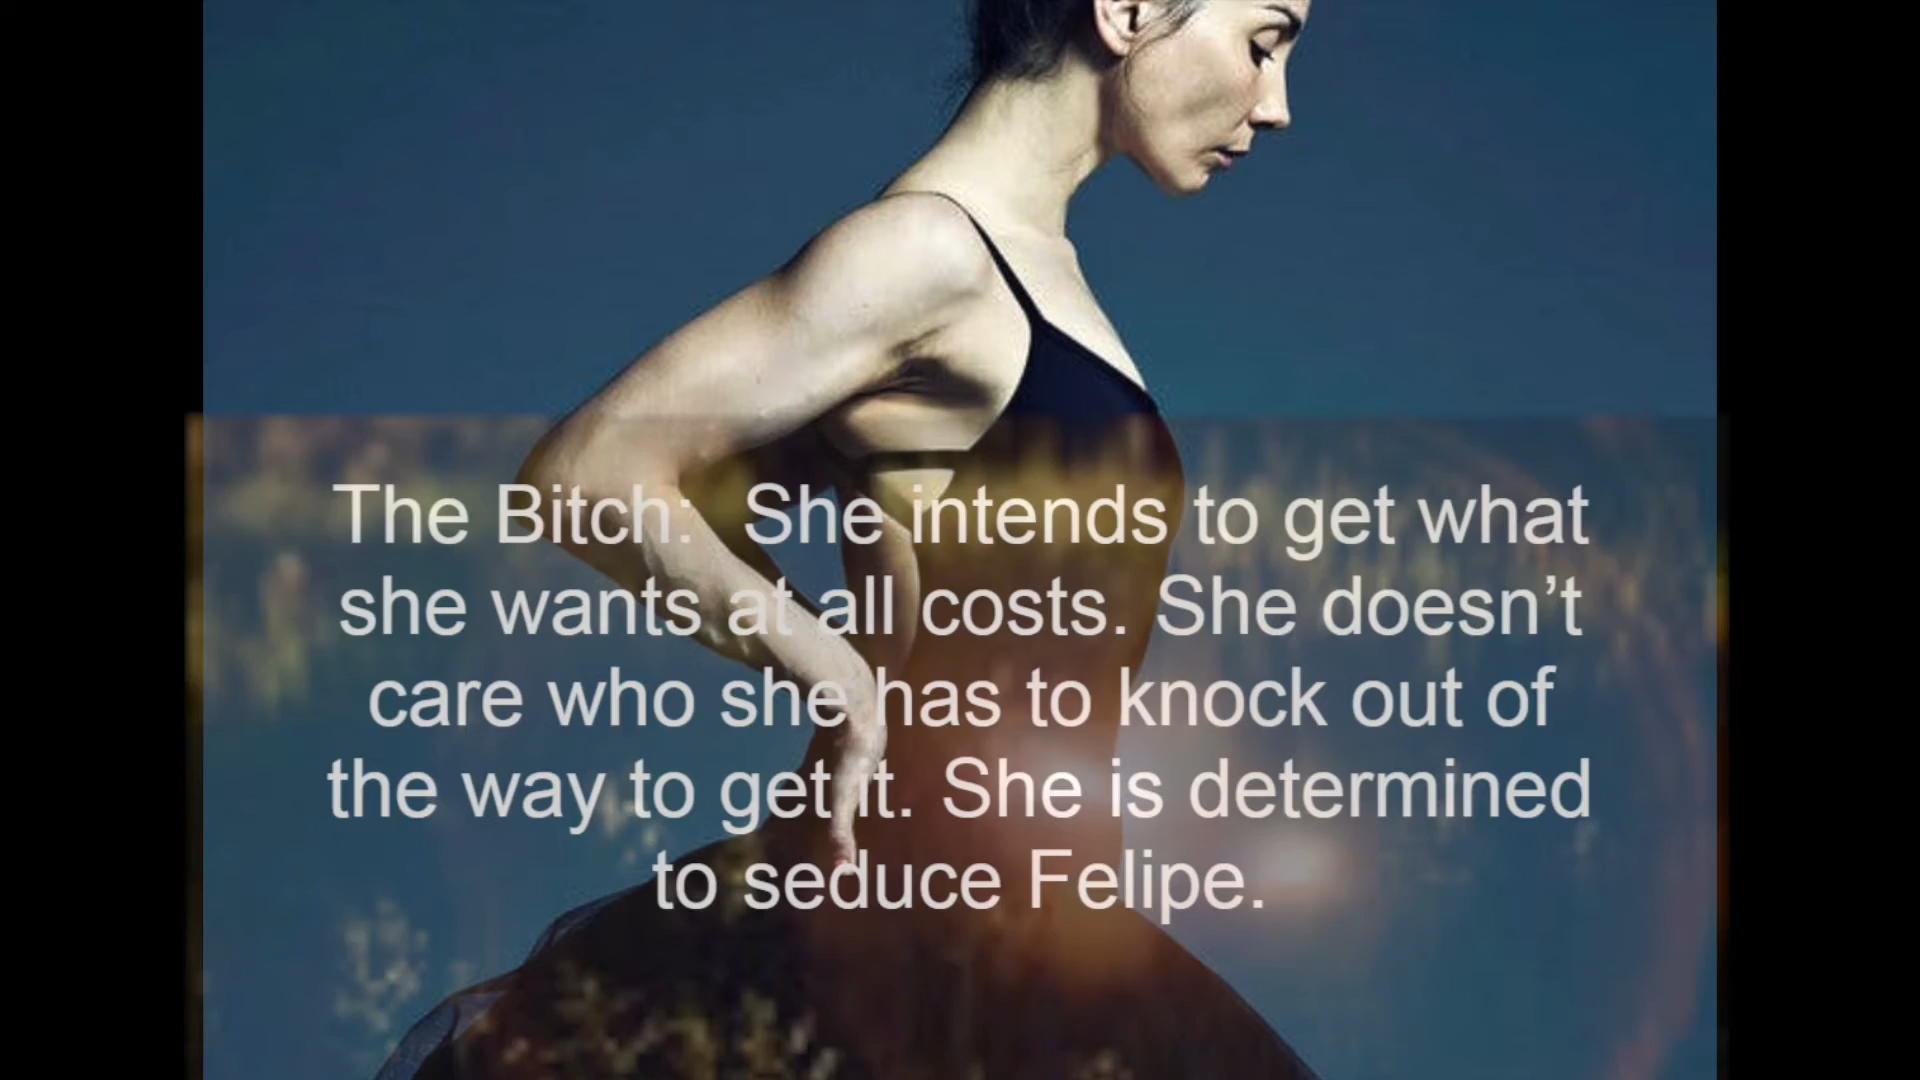 The Bitch:  She intends to get what
she wants at all costs. She doesn’t
care who she has to knock out of
the way to get it. She is determined
to seduce Felipe.